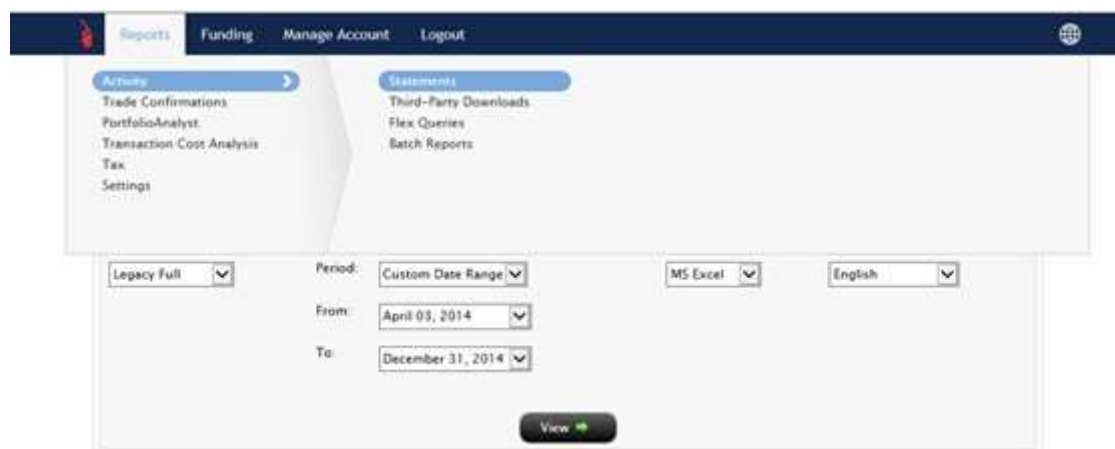 Reports Funding Manage Account Logout
Activity Statements
Trade Confirmations Third-Party Downloads
PortfolioAnalyst Flex Queries
Transaction Cost Analysis Batch Reports
Tax
Settings
Legacy Full Period: Custom Date Range MS Excel English
From: April 03, 2014
To: December 31, 2014
View